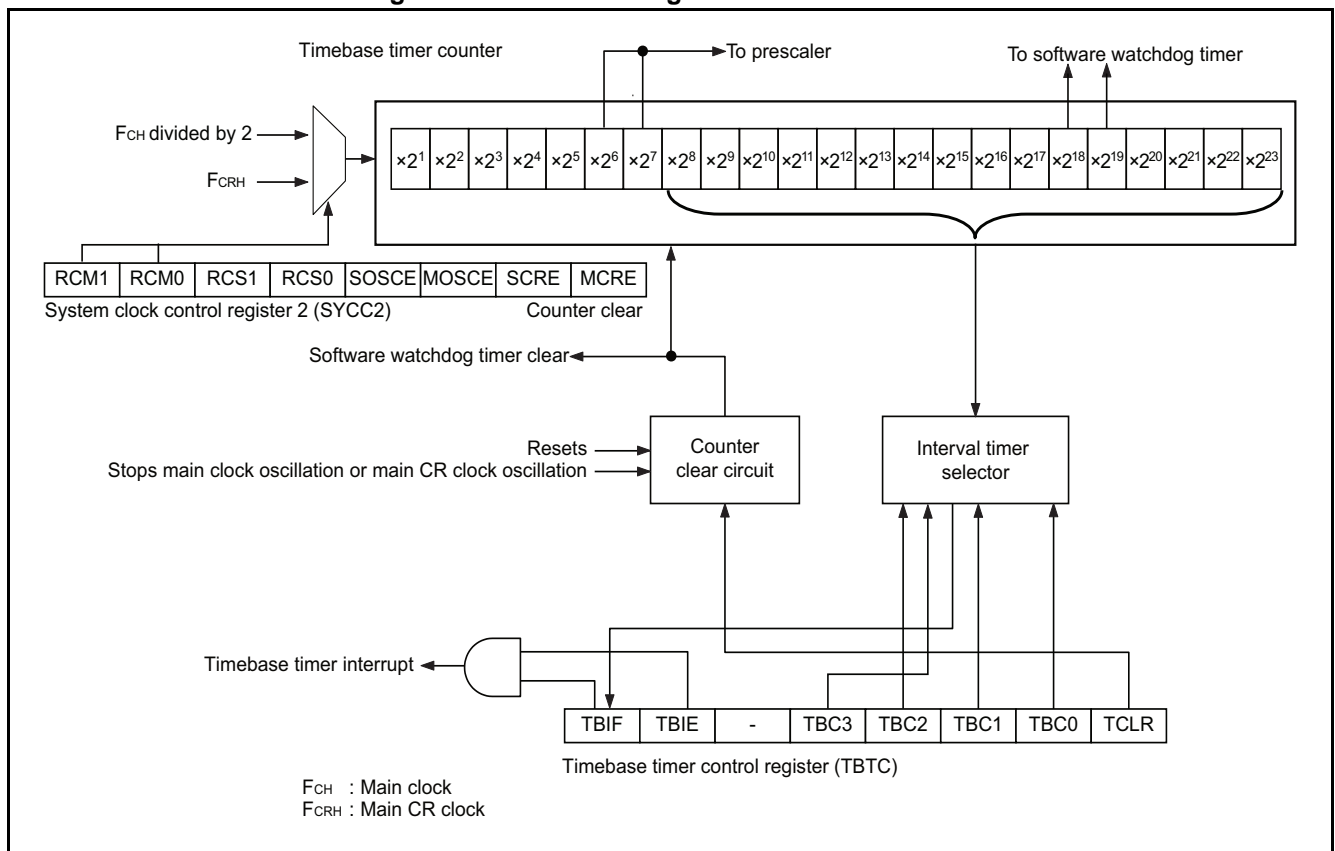 Timebase timer counter
To prescaler
To software watchdog timer
FCH divided by 2
FCRH
×2¹ ×2² ×2³ ×2⁴ ×2⁵ ×2⁶ ×2⁷ ×2⁸ ×2⁹ ×2¹⁰ ×2¹¹ ×2¹² ×2¹³ ×2¹⁴ ×2¹⁵ ×2¹⁶ ×2¹⁷ ×2¹⁸ ×2¹⁹ ×2²⁰ ×2²¹ ×2²² ×2²³
RCM1 RCM0 RCS1 RCS0 SOSCE MOSCE SCRE MCRE
System clock control register 2 (SYCC2)
Counter clear
Software watchdog timer clear
Resets
Stops main clock oscillation or main CR clock oscillation
Counter
clear circuit
Interval timer
selector
Timebase timer interrupt
TBIF TBIE - TBC3 TBC2 TBC1 TBC0 TCLR
Timebase timer control register (TBTC)
FCH : Main clock
FCRH : Main CR clock